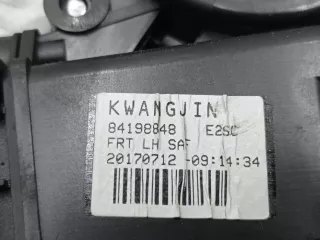 KWANGJIN
84198848 E2SC
FRT LH SAF
20170712 -09:14:34